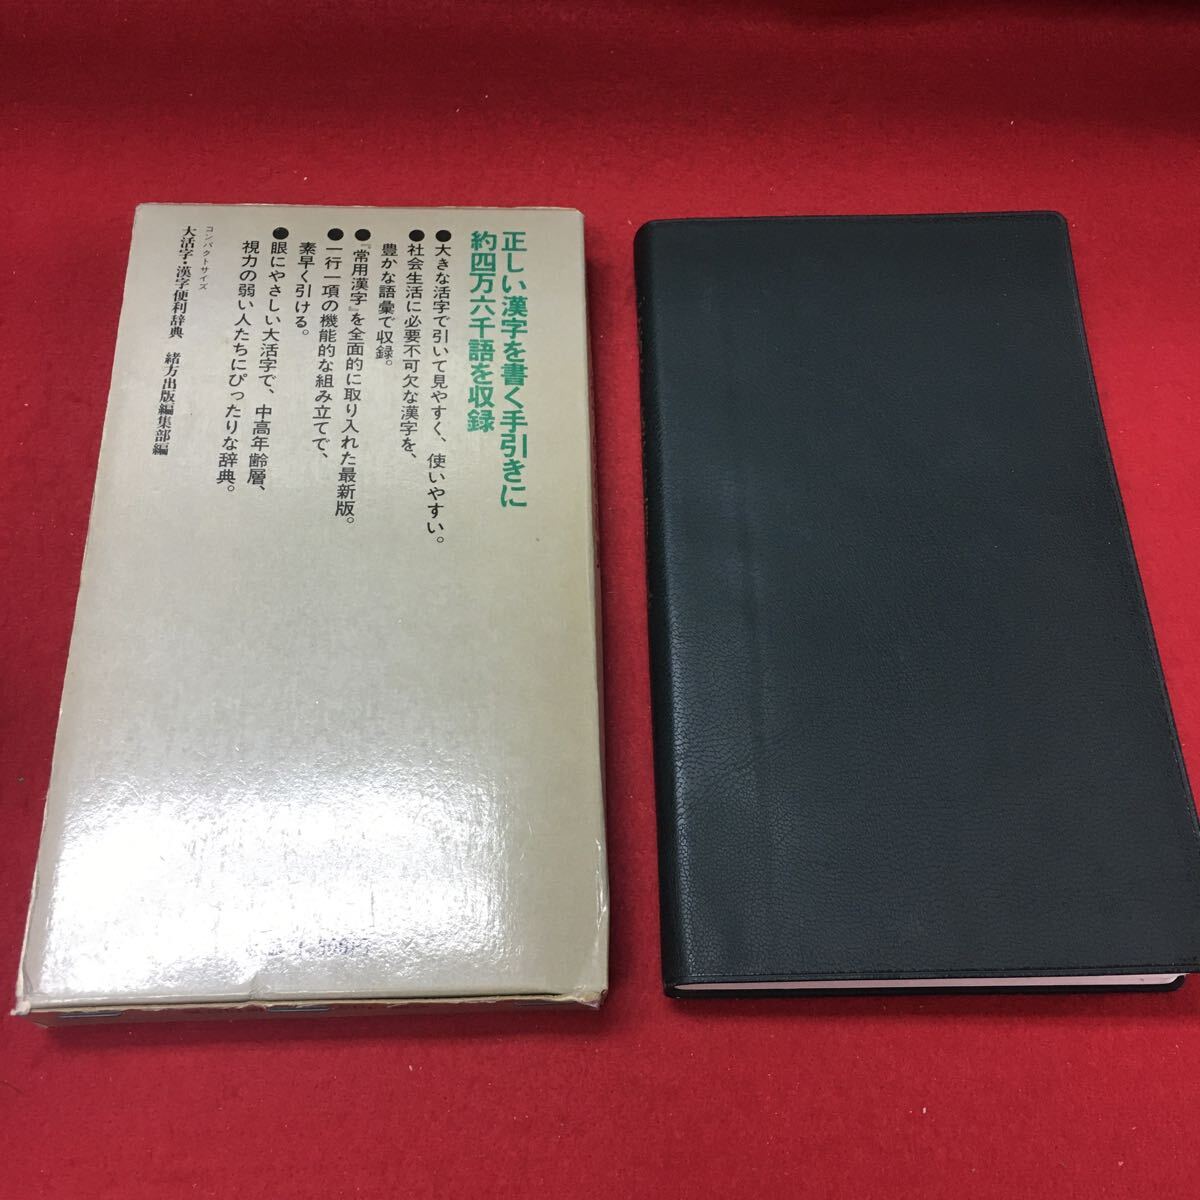 正しい漢字を書く手引きに
約四万六千語を収録
●大きな活字で引いて見やすく、使いやすい。
●社会生活に必要不可欠な漢字を、
豊かな語彙で収録。
●『常用漢字』を全面的に取り入れた最新版。
●一行一項の機能的な組み立てで、
素早く引ける。
●眼にやさしい大活字で、中高年齢層、
視力の弱い人たちにぴったりな辞典。
コンパクトサイズ
大活字・漢字便利辞典 緒方出版編集部編